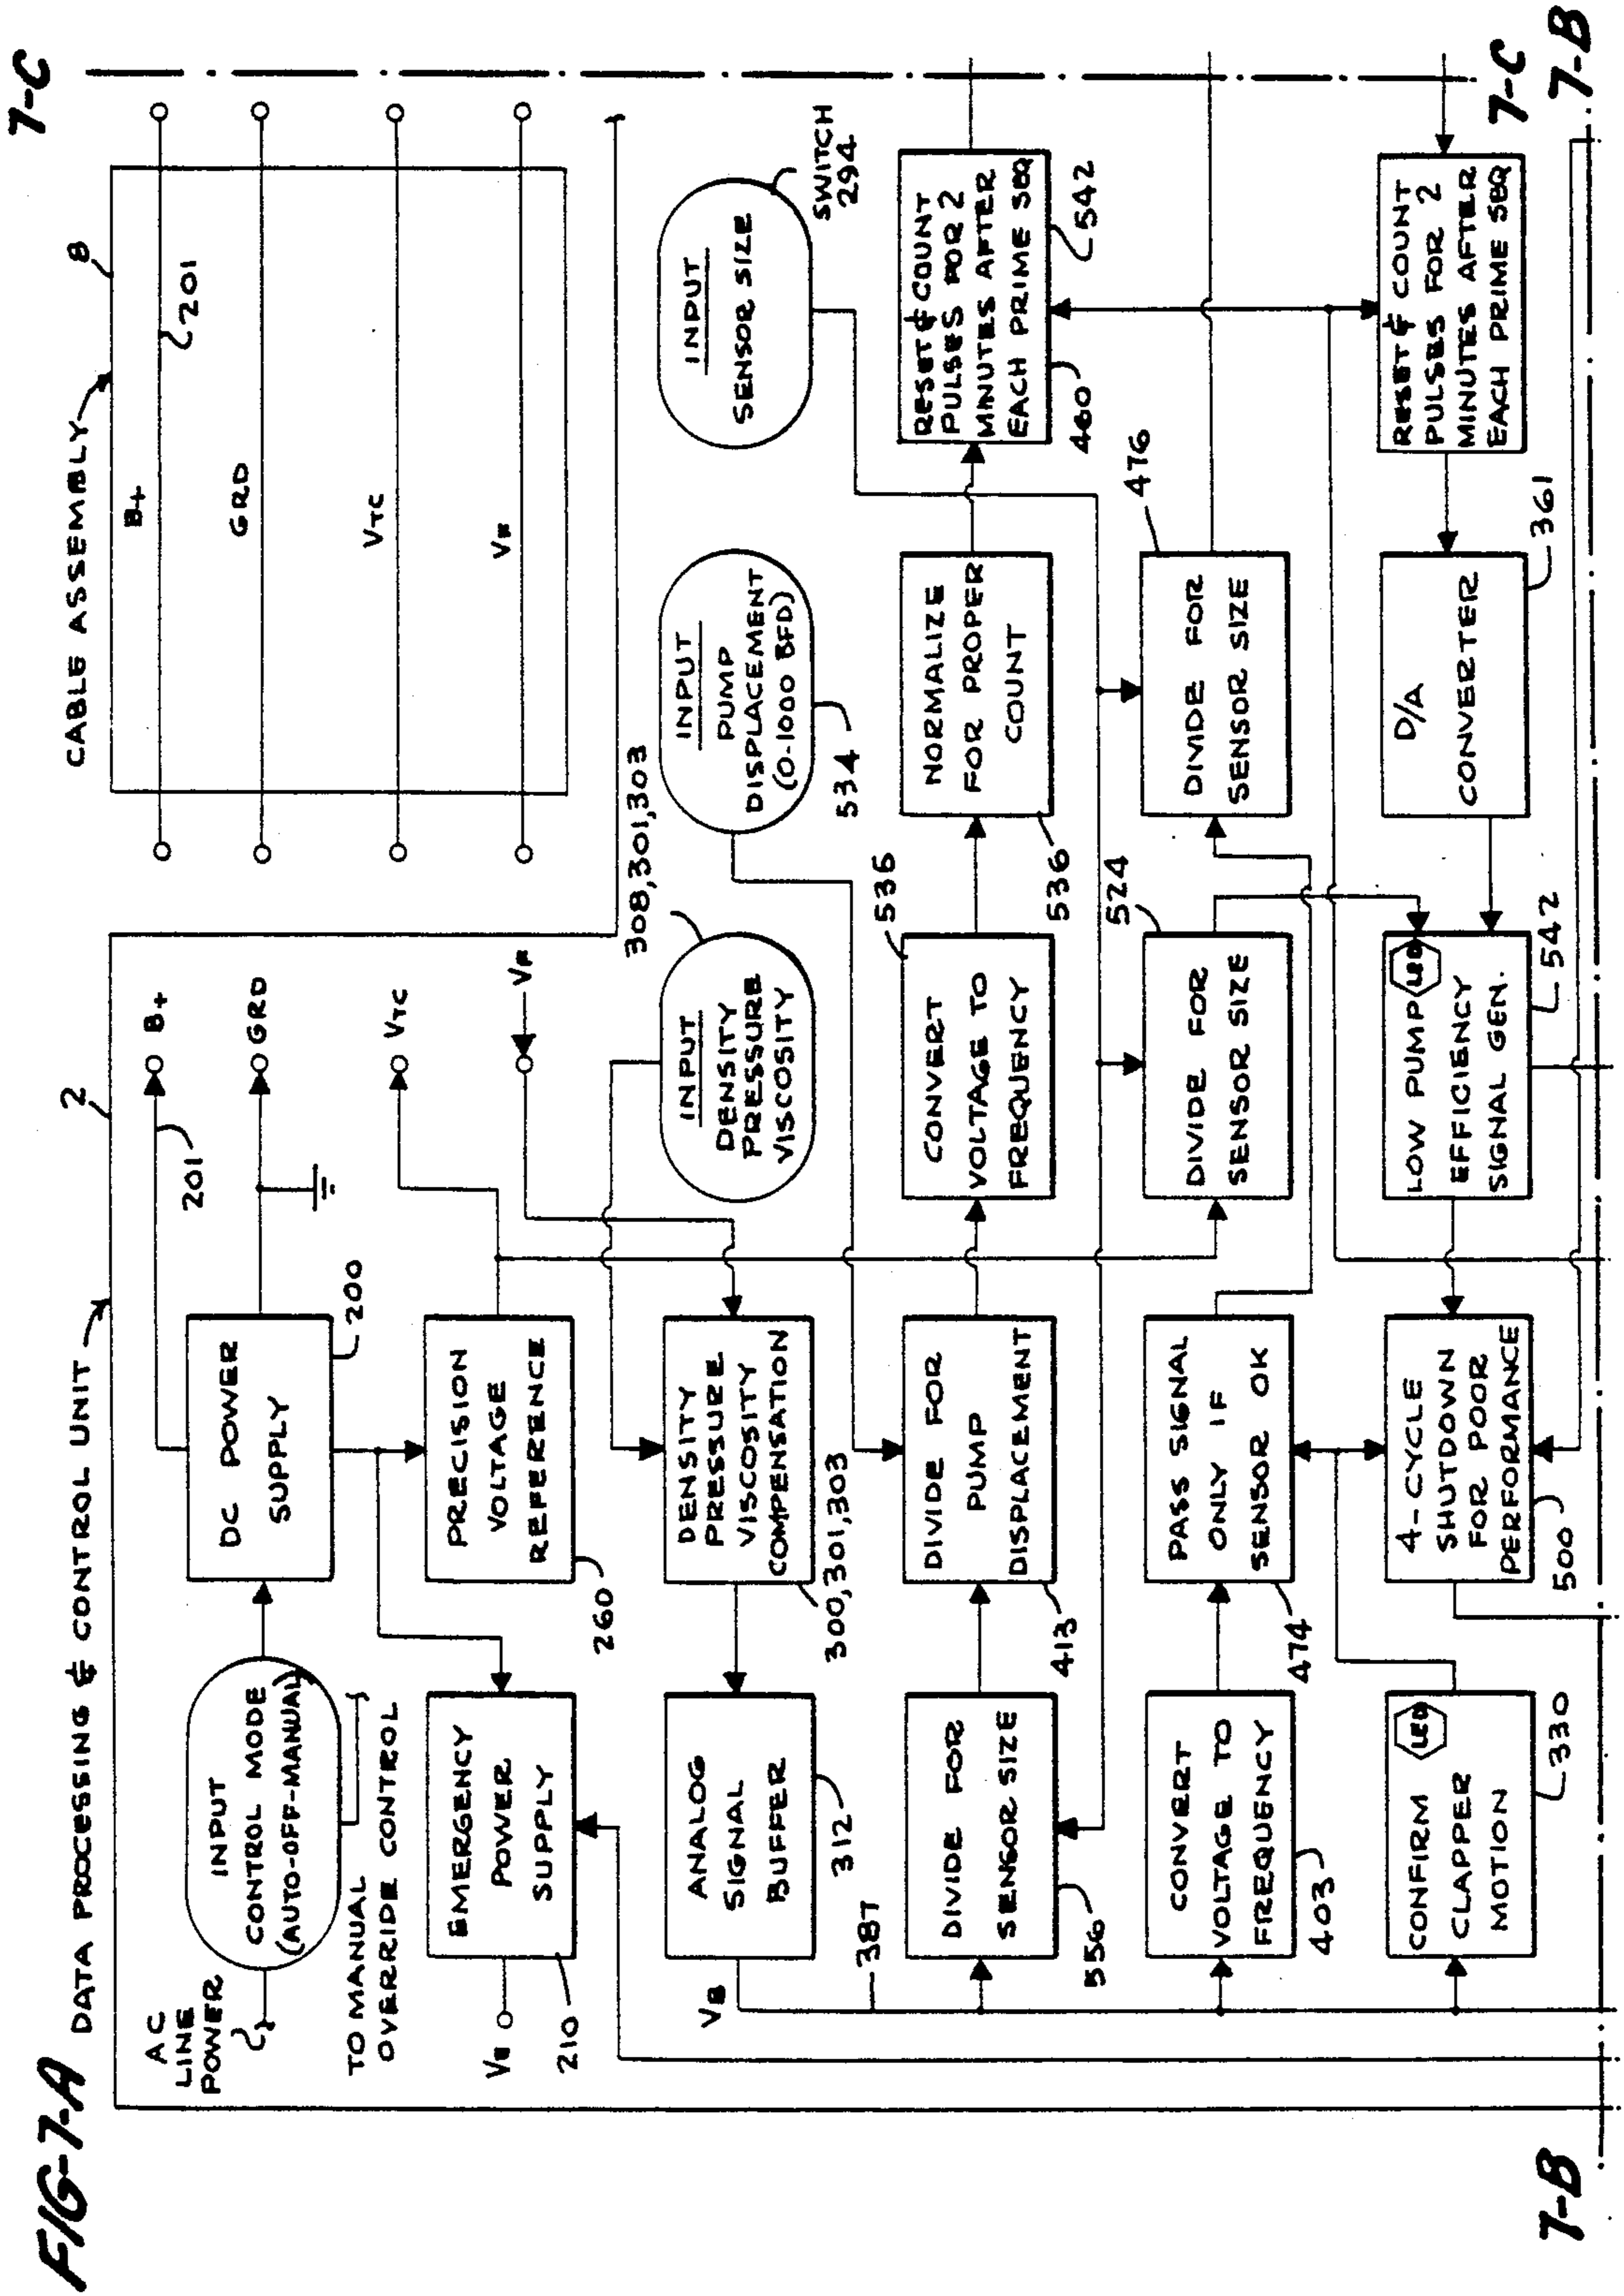 FIG-7-A
DATA PROCESSING & CONTROL UNIT
2
CABLE ASSEMBLY
8
7-C
AC
LINE
POWER
INPUT
CONTROL MODE
(AUTO-OFF-MANUAL)
TO MANUAL
OVERRIDE CONTROL
DC POWER
SUPPLY
200
201
B+
GRD
VTC
VF
B+
201
GRD
VTC
VF
EMERGENCY
POWER
SUPPLY
210
PRECISION
VOLTAGE
REFERENCE
260
ANALOG
SIGNAL
BUFFER
312
VB
387
DENSITY
PRESSURE
VISCOSITY
COMPENSATION
300,301,303
INPUT
DENSITY
PRESSURE
VISCOSITY
308,301,303
INPUT
PUMP
DISPLACEMENT
(0-1000 BFD)
534
INPUT
SENSOR SIZE
SWITCH
294
DIVIDE FOR
SENSOR SIZE
556
DIVIDE FOR
PUMP
DISPLACEMENT
413
CONVERT
VOLTAGE TO
FREQUENCY
535
NORMALIZE
FOR PROPER
COUNT
536
RESET & COUNT
PULSES FOR 2
MINUTES AFTER
EACH PRIME SEQ
460
542
CONVERT
VOLTAGE TO
FREQUENCY
403
PASS SIGNAL
ONLY IF
SENSOR OK
474
DIVIDE FOR
SENSOR SIZE
524
DIVIDE FOR
SENSOR SIZE
476
CONFIRM
CLAPPER
MOTION
LED
330
4-CYCLE
SHUTDOWN
FOR POOR
PERFORMANCE
500
LOW PUMP
EFFICIENCY
SIGNAL GEN.
LED
542
D/A
CONVERTER
361
RESET & COUNT
PULSES FOR 2
MINUTES AFTER
EACH PRIME SEQ
7-C
7-B
7-B